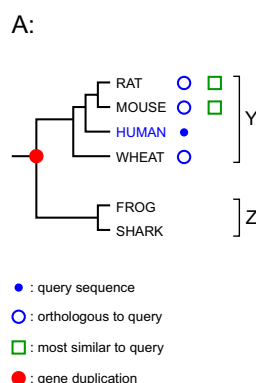 A:
RAT
MOUSE
Y
HUMAN
WHEAT
FROG
Z
SHARK
: query sequence
: orthologous to query
: most similar to query
: gene duplication